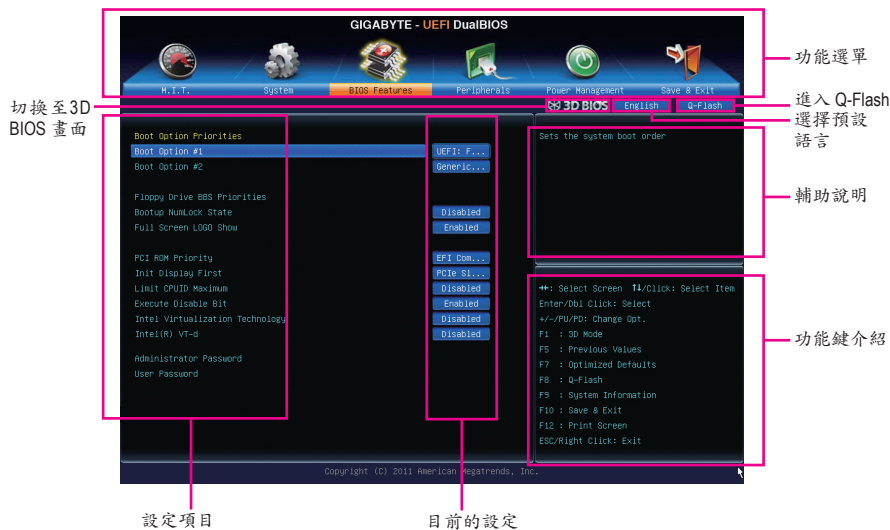 GIGABYTE - UEFI DualBIOS
功能選單
M.I.T.
System
BIOS Features
Peripherals
Power Management
Save & Exit
切換至3D
BIOS 畫面
3D BIOS
English
Q-Flash
進入 Q-Flash
選擇預設
語言
Boot Option Priorities
Boot Option #1 UEFI: F...
Boot Option #2 Generic...
Floppy Drive BBS Priorities
Bootup NumLock State Disabled
Full Screen LOGO Show Enabled
PCI ROM Priority EFI Com...
Init Display First PCIe Sl...
Limit CPUID Maximum Disabled
Execute Disable Bit Enabled
Intel Virtualization Technology Disabled
Intel(R) VT-d Disabled
Administrator Password
User Password
Sets the system boot order
輔助說明
→←: Select Screen ↑↓/Click: Select Item
Enter/Dbl Click: Select
+/-/PU/PD: Change Opt.
F1 : 3D Mode
F5 : Previous Values
F7 : Optimized Defaults
F8 : Q-Flash
F9 : System Information
F10 : Save & Exit
F12 : Print Screen
ESC/Right Click: Exit
功能鍵介紹
Copyright (C) 2011 American Megatrends, Inc.
設定項目
目前的設定